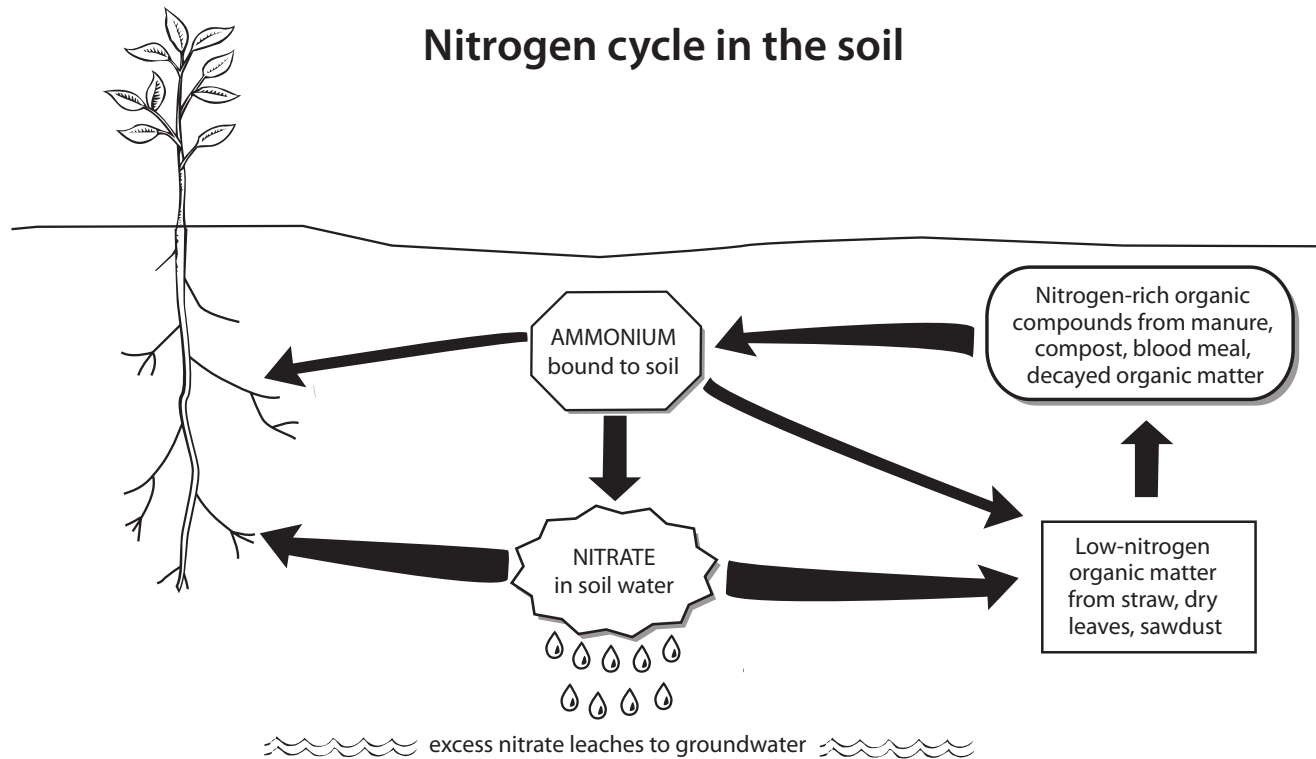 Nitrogen cycle in the soil
AMMONIUM
bound to soil
Nitrogen-rich organic
compounds from manure,
compost, blood meal,
decayed organic matter
NITRATE
in soil water
Low-nitrogen
organic matter
from straw, dry
leaves, sawdust
excess nitrate leaches to groundwater